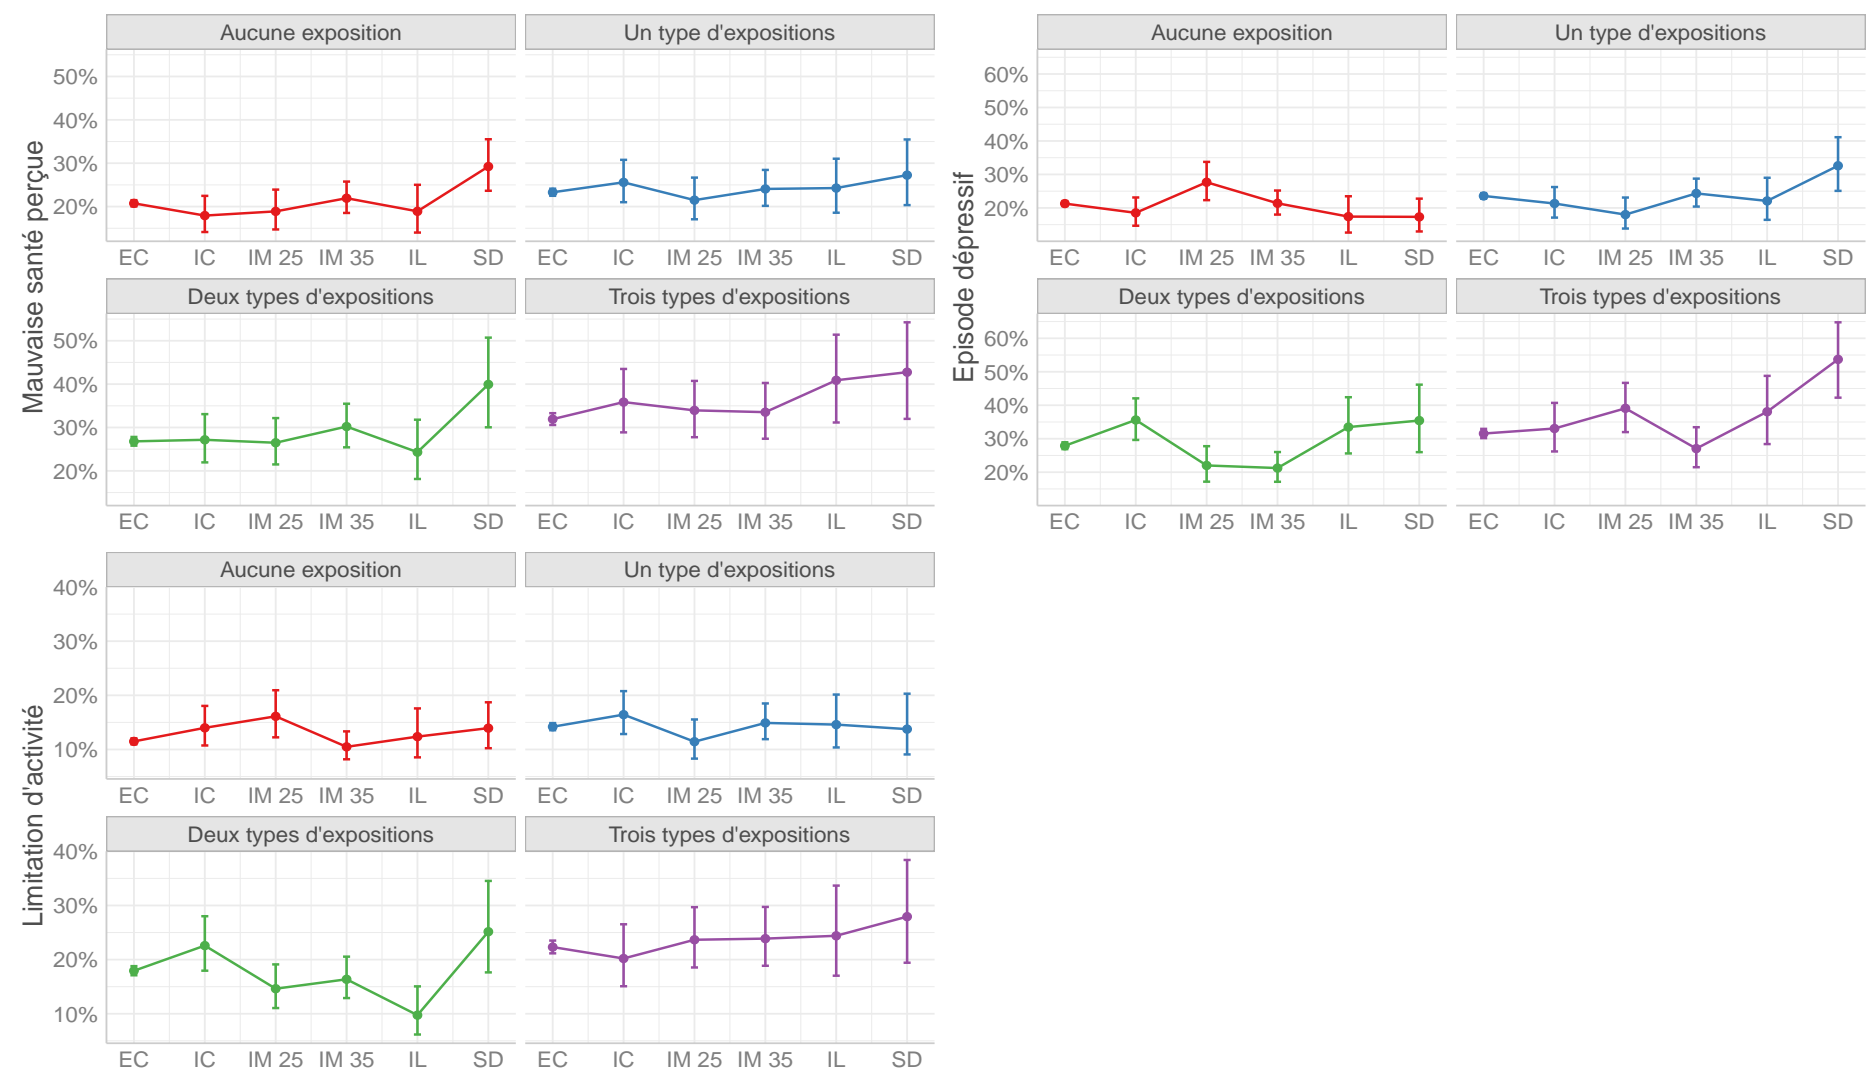 Mauvaise santé perçue
Aucune exposition
Un type d'expositions
50%
40%
30%
20%
EC IC IM 25 IM 35 IL SD
EC IC IM 25 IM 35 IL SD
Deux types d'expositions
Trois types d'expositions
50%
40%
30%
20%
EC IC IM 25 IM 35 IL SD
EC IC IM 25 IM 35 IL SD
Episode dépressif
Aucune exposition
Un type d'expositions
60%
50%
40%
30%
20%
EC IC IM 25 IM 35 IL SD
EC IC IM 25 IM 35 IL SD
Deux types d'expositions
Trois types d'expositions
60%
50%
40%
30%
20%
EC IC IM 25 IM 35 IL SD
EC IC IM 25 IM 35 IL SD
Limitation d'activité
Aucune exposition
Un type d'expositions
40%
30%
20%
10%
EC IC IM 25 IM 35 IL SD
EC IC IM 25 IM 35 IL SD
Deux types d'expositions
Trois types d'expositions
40%
30%
20%
10%
EC IC IM 25 IM 35 IL SD
EC IC IM 25 IM 35 IL SD